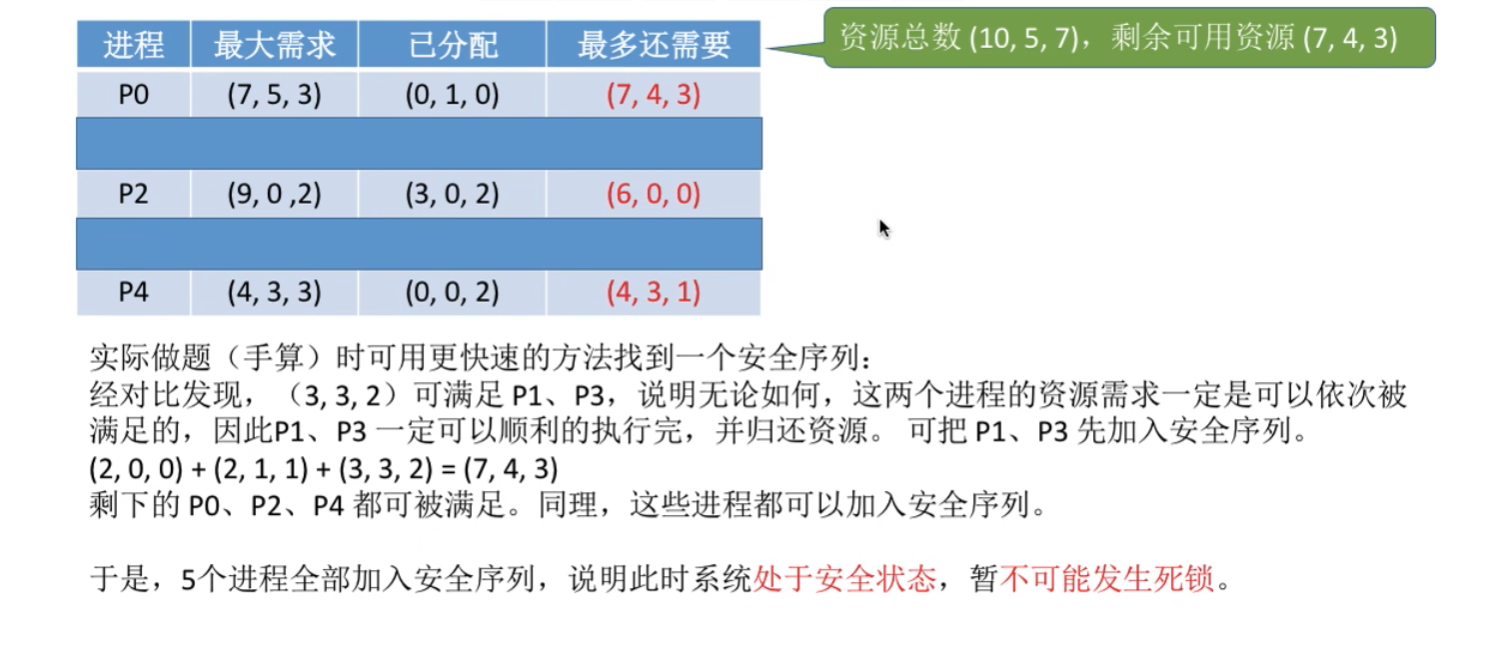 进程 最大需求 已分配 最多还需要
资源总数 (10, 5, 7)，剩余可用资源 (7, 4, 3)
P0 (7, 5, 3) (0, 1, 0) (7, 4, 3)
P2 (9, 0 ,2) (3, 0, 2) (6, 0, 0)
P4 (4, 3, 3) (0, 0, 2) (4, 3, 1)
实际做题（手算）时可用更快速的方法找到一个安全序列：
经对比发现，（3, 3, 2）可满足 P1、P3，说明无论如何，这两个进程的资源需求一定是可以依次被
满足的，因此P1、P3 一定可以顺利的执行完，并归还资源。 可把 P1、P3 先加入安全序列。
(2, 0, 0) + (2, 1, 1) + (3, 3, 2) = (7, 4, 3)
剩下的 P0、P2、P4 都可被满足。同理，这些进程都可以加入安全序列。
于是，5个进程全部加入安全序列，说明此时系统处于安全状态，暂不可能发生死锁。